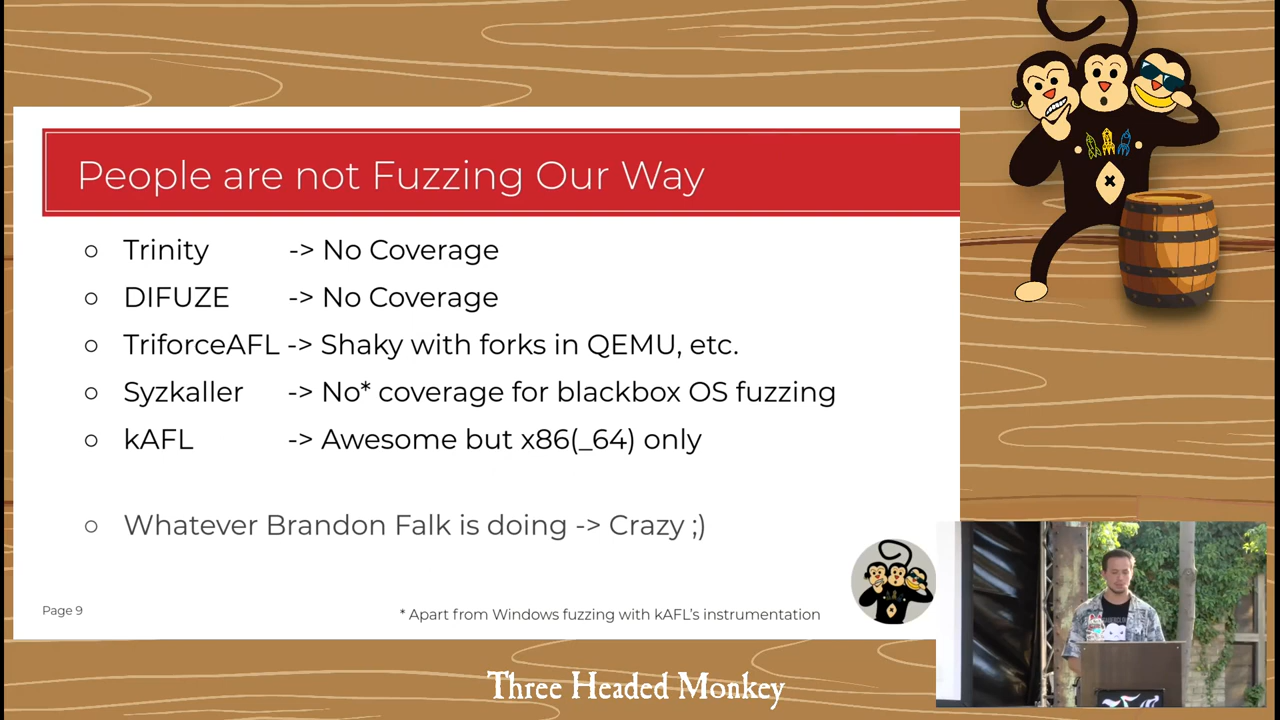 People are not Fuzzing Our Way
○ Trinity -> No Coverage
○ DIFUZE -> No Coverage
○ TriforceAFL -> Shaky with forks in QEMU, etc.
○ Syzkaller -> No* coverage for blackbox OS fuzzing
○ kAFL -> Awesome but x86(_64) only
○ Whatever Brandon Falk is doing -> Crazy ;)
Page 9
* Apart from Windows fuzzing with kAFL's instrumentation
Three Headed Monkey